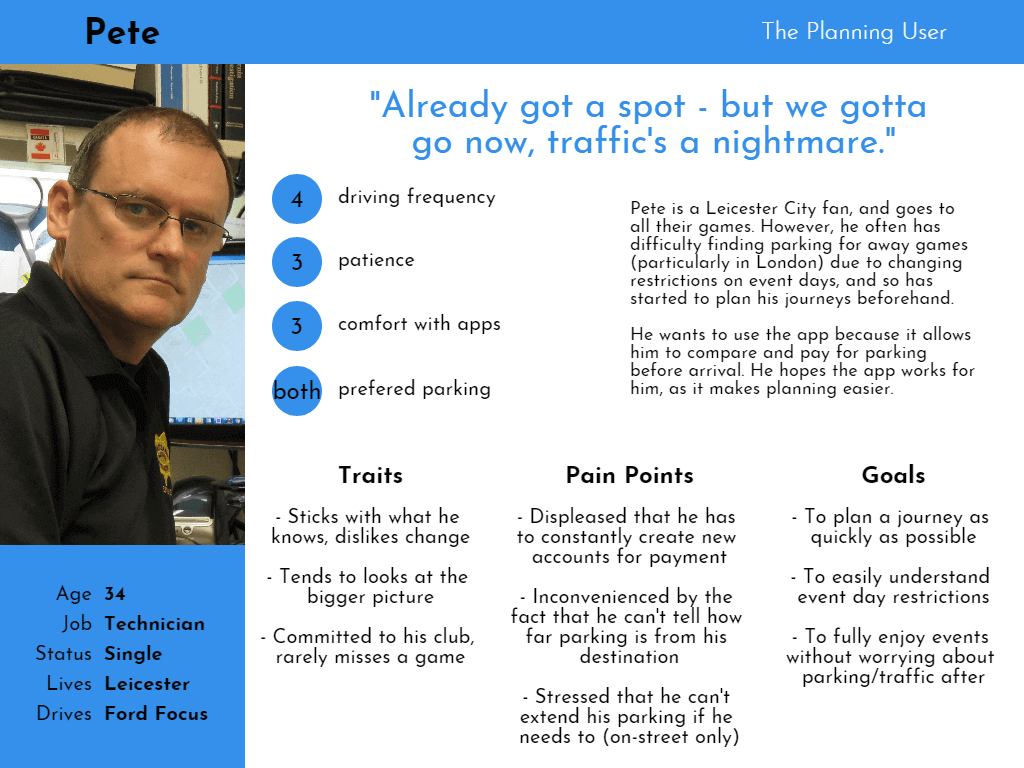 Pete
The Planning User
"Already got a spot - but we gotta
go now, traffic's a nightmare."
4 driving frequency
3 patience
3 comfort with apps
both prefered parking
Pete is a Leicester City fan, and goes to
all their games. However, he often has
difficulty finding parking for away games
(particularly in London) due to changing
restrictions on event days, and so has
started to plan his journeys beforehand.
He wants to use the app because it allows
him to compare and pay for parking
before arrival. He hopes the app works for
him, as it makes planning easier.
Traits
- Sticks with what he
knows, dislikes change
- Tends to looks at the
bigger picture
- Committed to his club,
rarely misses a game
Pain Points
- Displeased that he has
to constantly create new
accounts for payment
- Inconvenienced by the
fact that he can't tell how
far parking is from his
destination
- Stressed that he can't
extend his parking if he
needs to (on-street only)
Goals
- To plan a journey as
quickly as possible
- To easily understand
event day restrictions
- To fully enjoy events
without worrying about
parking/traffic after
Age 34
Job Technician
Status Single
Lives Leicester
Drives Ford Focus